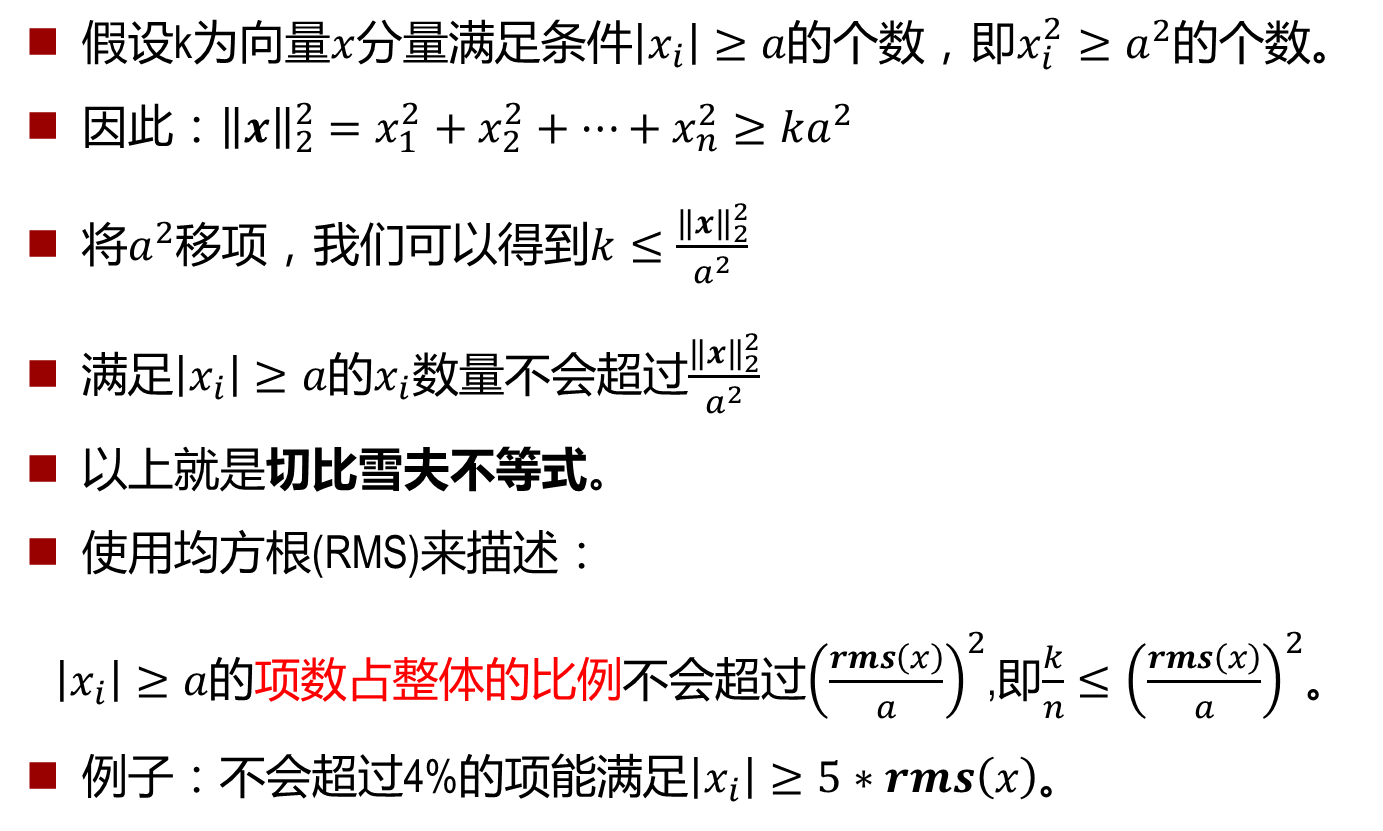 ■ 假设k为向量𝑥分量满足条件|𝑥ᵢ| ≥ 𝑎的个数，即𝑥ᵢ² ≥ 𝑎²的个数。
■ 因此：‖𝒙‖₂² = 𝑥₁² + 𝑥₂² + ⋯ + 𝑥ₙ² ≥ 𝑘𝑎²
■ 将𝑎²移项，我们可以得到𝑘 ≤ ‖𝒙‖₂²/𝑎²
■ 满足|𝑥ᵢ| ≥ 𝑎的𝑥ᵢ数量不会超过‖𝒙‖₂²/𝑎²
■ 以上就是切比雪夫不等式。
■ 使用均方根(RMS)来描述：
|𝑥ᵢ| ≥ 𝑎的项数占整体的比例不会超过(𝒓𝒎𝒔(𝑥)/𝑎)²,即𝑘/𝑛 ≤ (𝒓𝒎𝒔(𝑥)/𝑎)²。
■ 例子：不会超过4%的项能满足|𝑥ᵢ| ≥ 5 ∗ 𝒓𝒎𝒔(𝑥)。